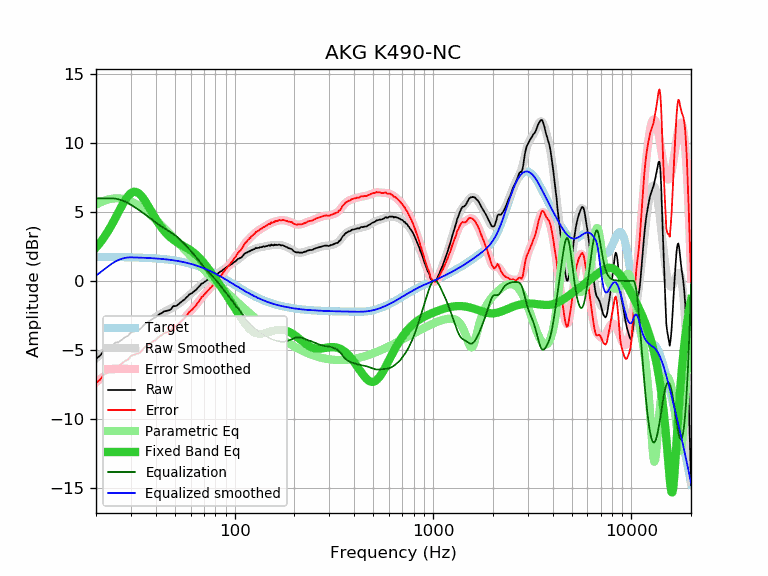 AKG K490-NC
Amplitude (dBr)
15
10
5
0
−5
−10
−15
Target
Raw Smoothed
Error Smoothed
Raw
Error
Parametric Eq
Fixed Band Eq
Equalization
Equalized smoothed
100
1000
10000
Frequency (Hz)